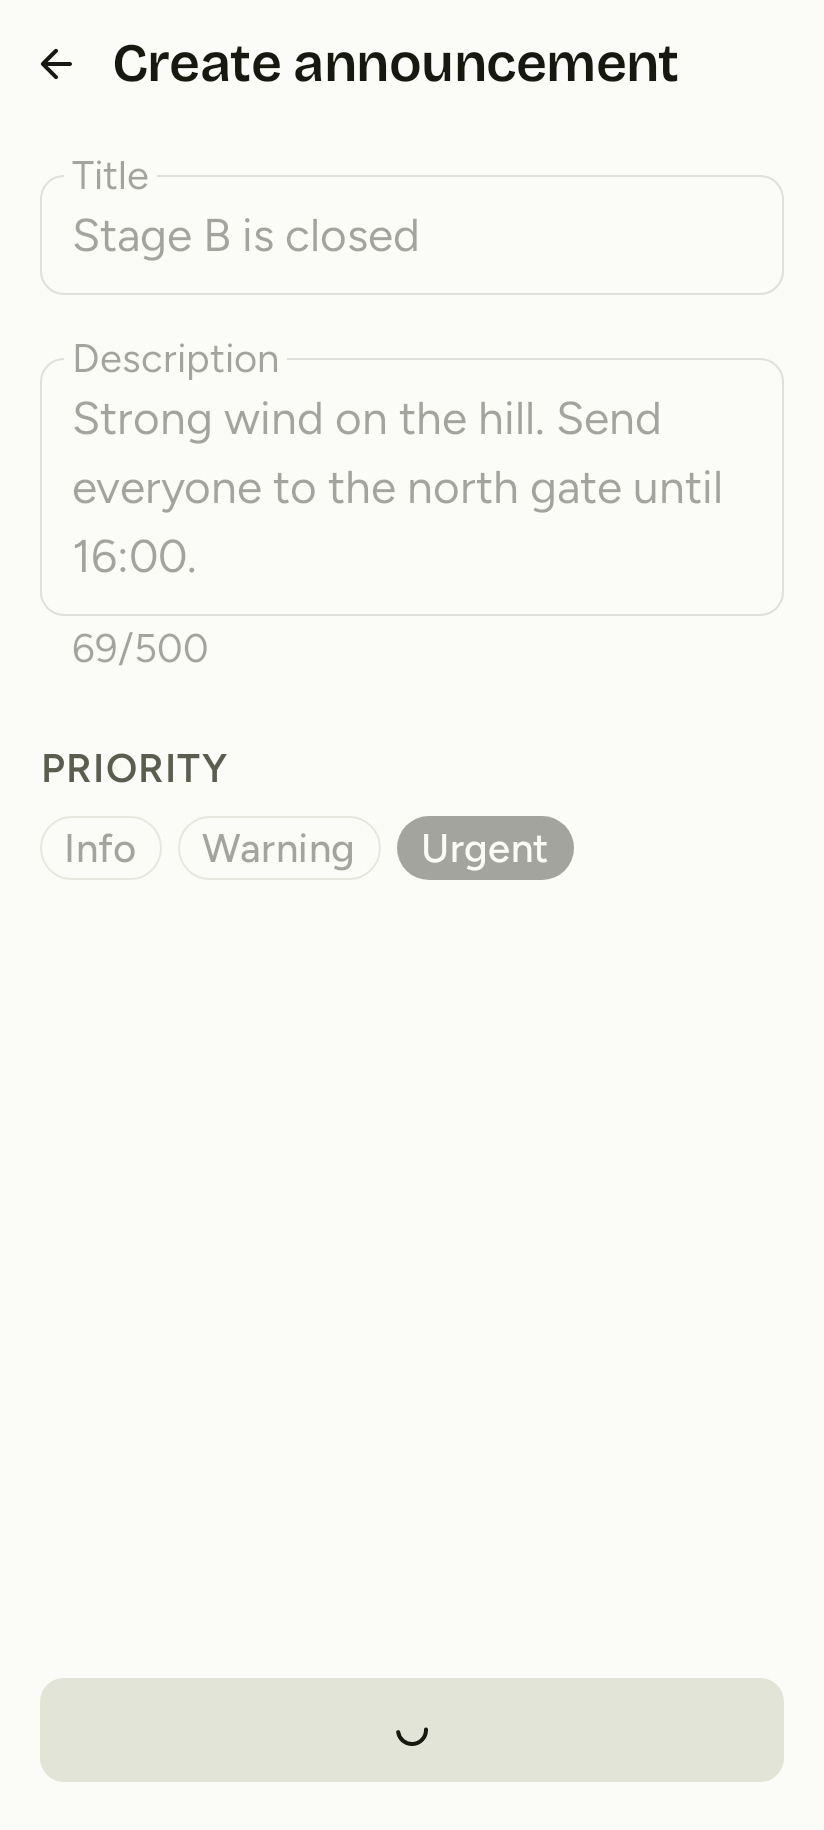 Create announcement
Title
Stage B is closed
Description
Strong wind on the hill. Send
everyone to the north gate until
16:00.
69/500
PRIORITY
Info Warning Urgent